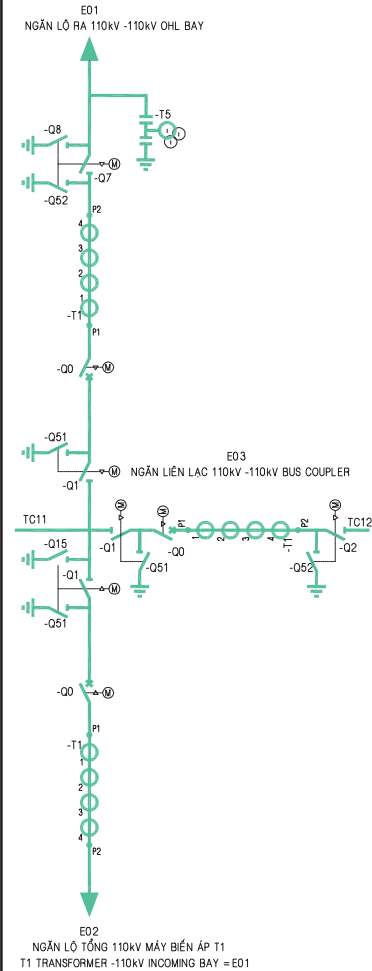 E01
NGĂN LỘ RA 110kV -110kV OHL BAY
-T5
-Q8
M
-Q7
-Q52
P2
4
3
2
1
-T1
P1
-Q0
M
-Q51
M
-Q1
E03
NGĂN LIÊN LẠC 110kV -110kV BUS COUPLER
TC11
M
-Q1
-Q51
M
-Q0
P1
1
2
3
4
-T1
P2
-Q52
M
-Q2
TC12
-Q15
-Q1
M
-Q51
-Q0
M
P1
-T1
1
2
3
4
P2
E02
NGĂN LỘ TỔNG 110kV MÁY BIẾN ÁP T1
T1 TRANSFORMER -110kV INCOMING BAY =E01